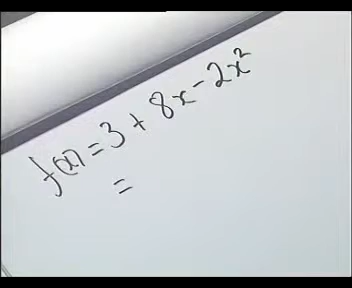 f(x) = 3 + 8x - 2x²
=